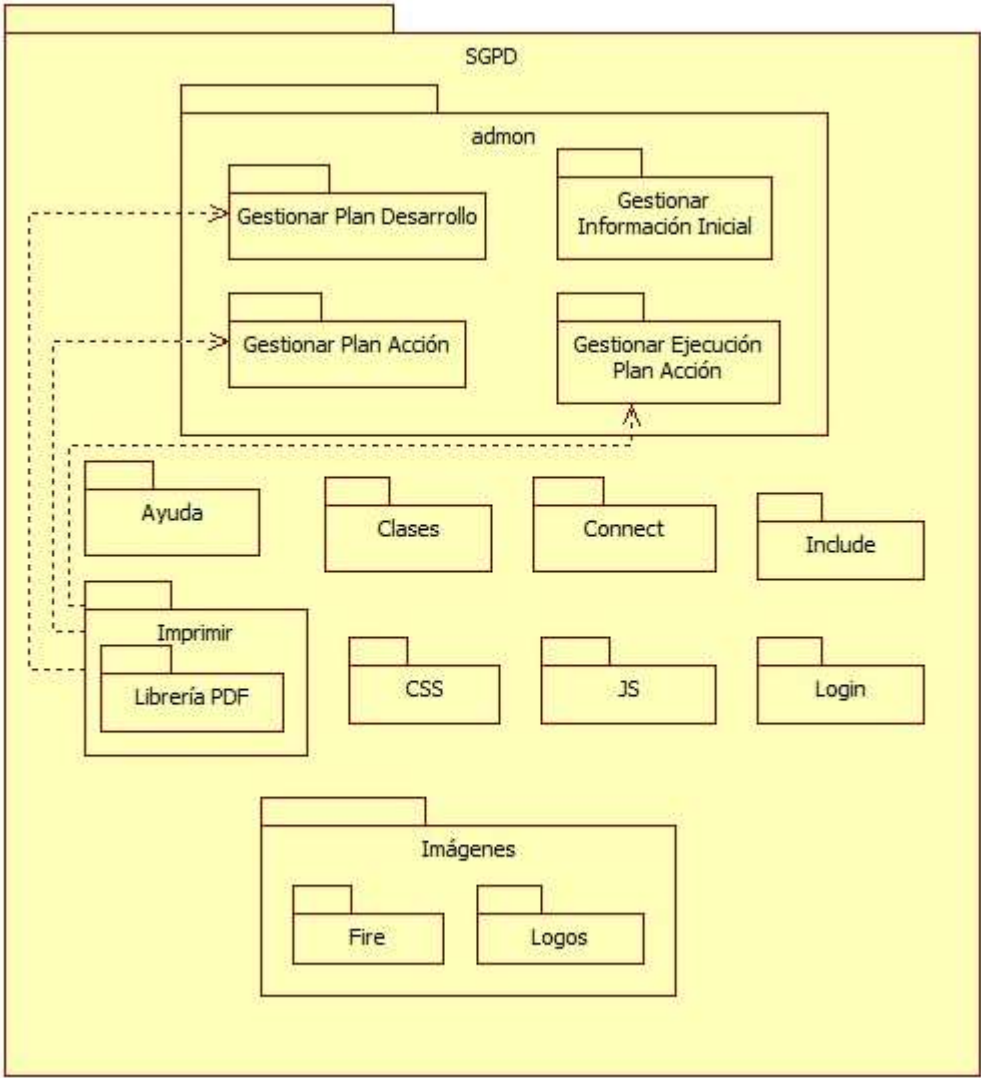 SGPD
admon
Gestionar Plan Desarrollo
Gestionar
Información Inicial
Gestionar Plan Acción
Gestionar Ejecución
Plan Acción
Ayuda
Clases
Connect
Include
Imprimir
Librería PDF
CSS
JS
Login
Imágenes
Fire
Logos